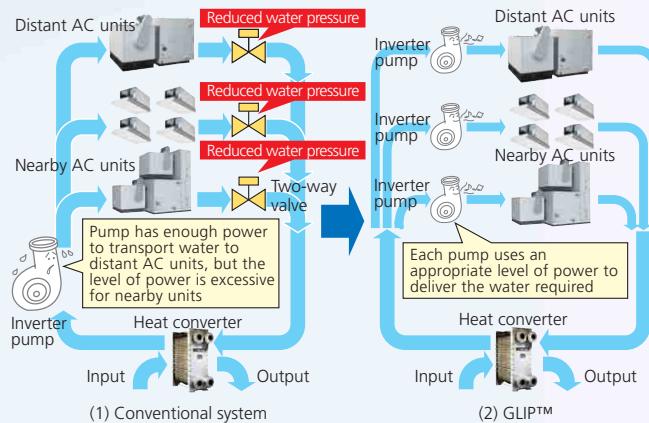 Distant AC units
Reduced water pressure
Reduced water pressure
Nearby AC units
Reduced water pressure
Two-way
valve
Pump has enough power
to transport water to
distant AC units, but the
level of power is excessive
for nearby units
Inverter
pump
Heat converter
Input
Output
(1) Conventional system
Distant AC units
Inverter
pump
Inverter
pump
Nearby AC units
Inverter
pump
Each pump uses an
appropriate level of power to
deliver the water required
Heat converter
Input
Output
(2) GLIP™